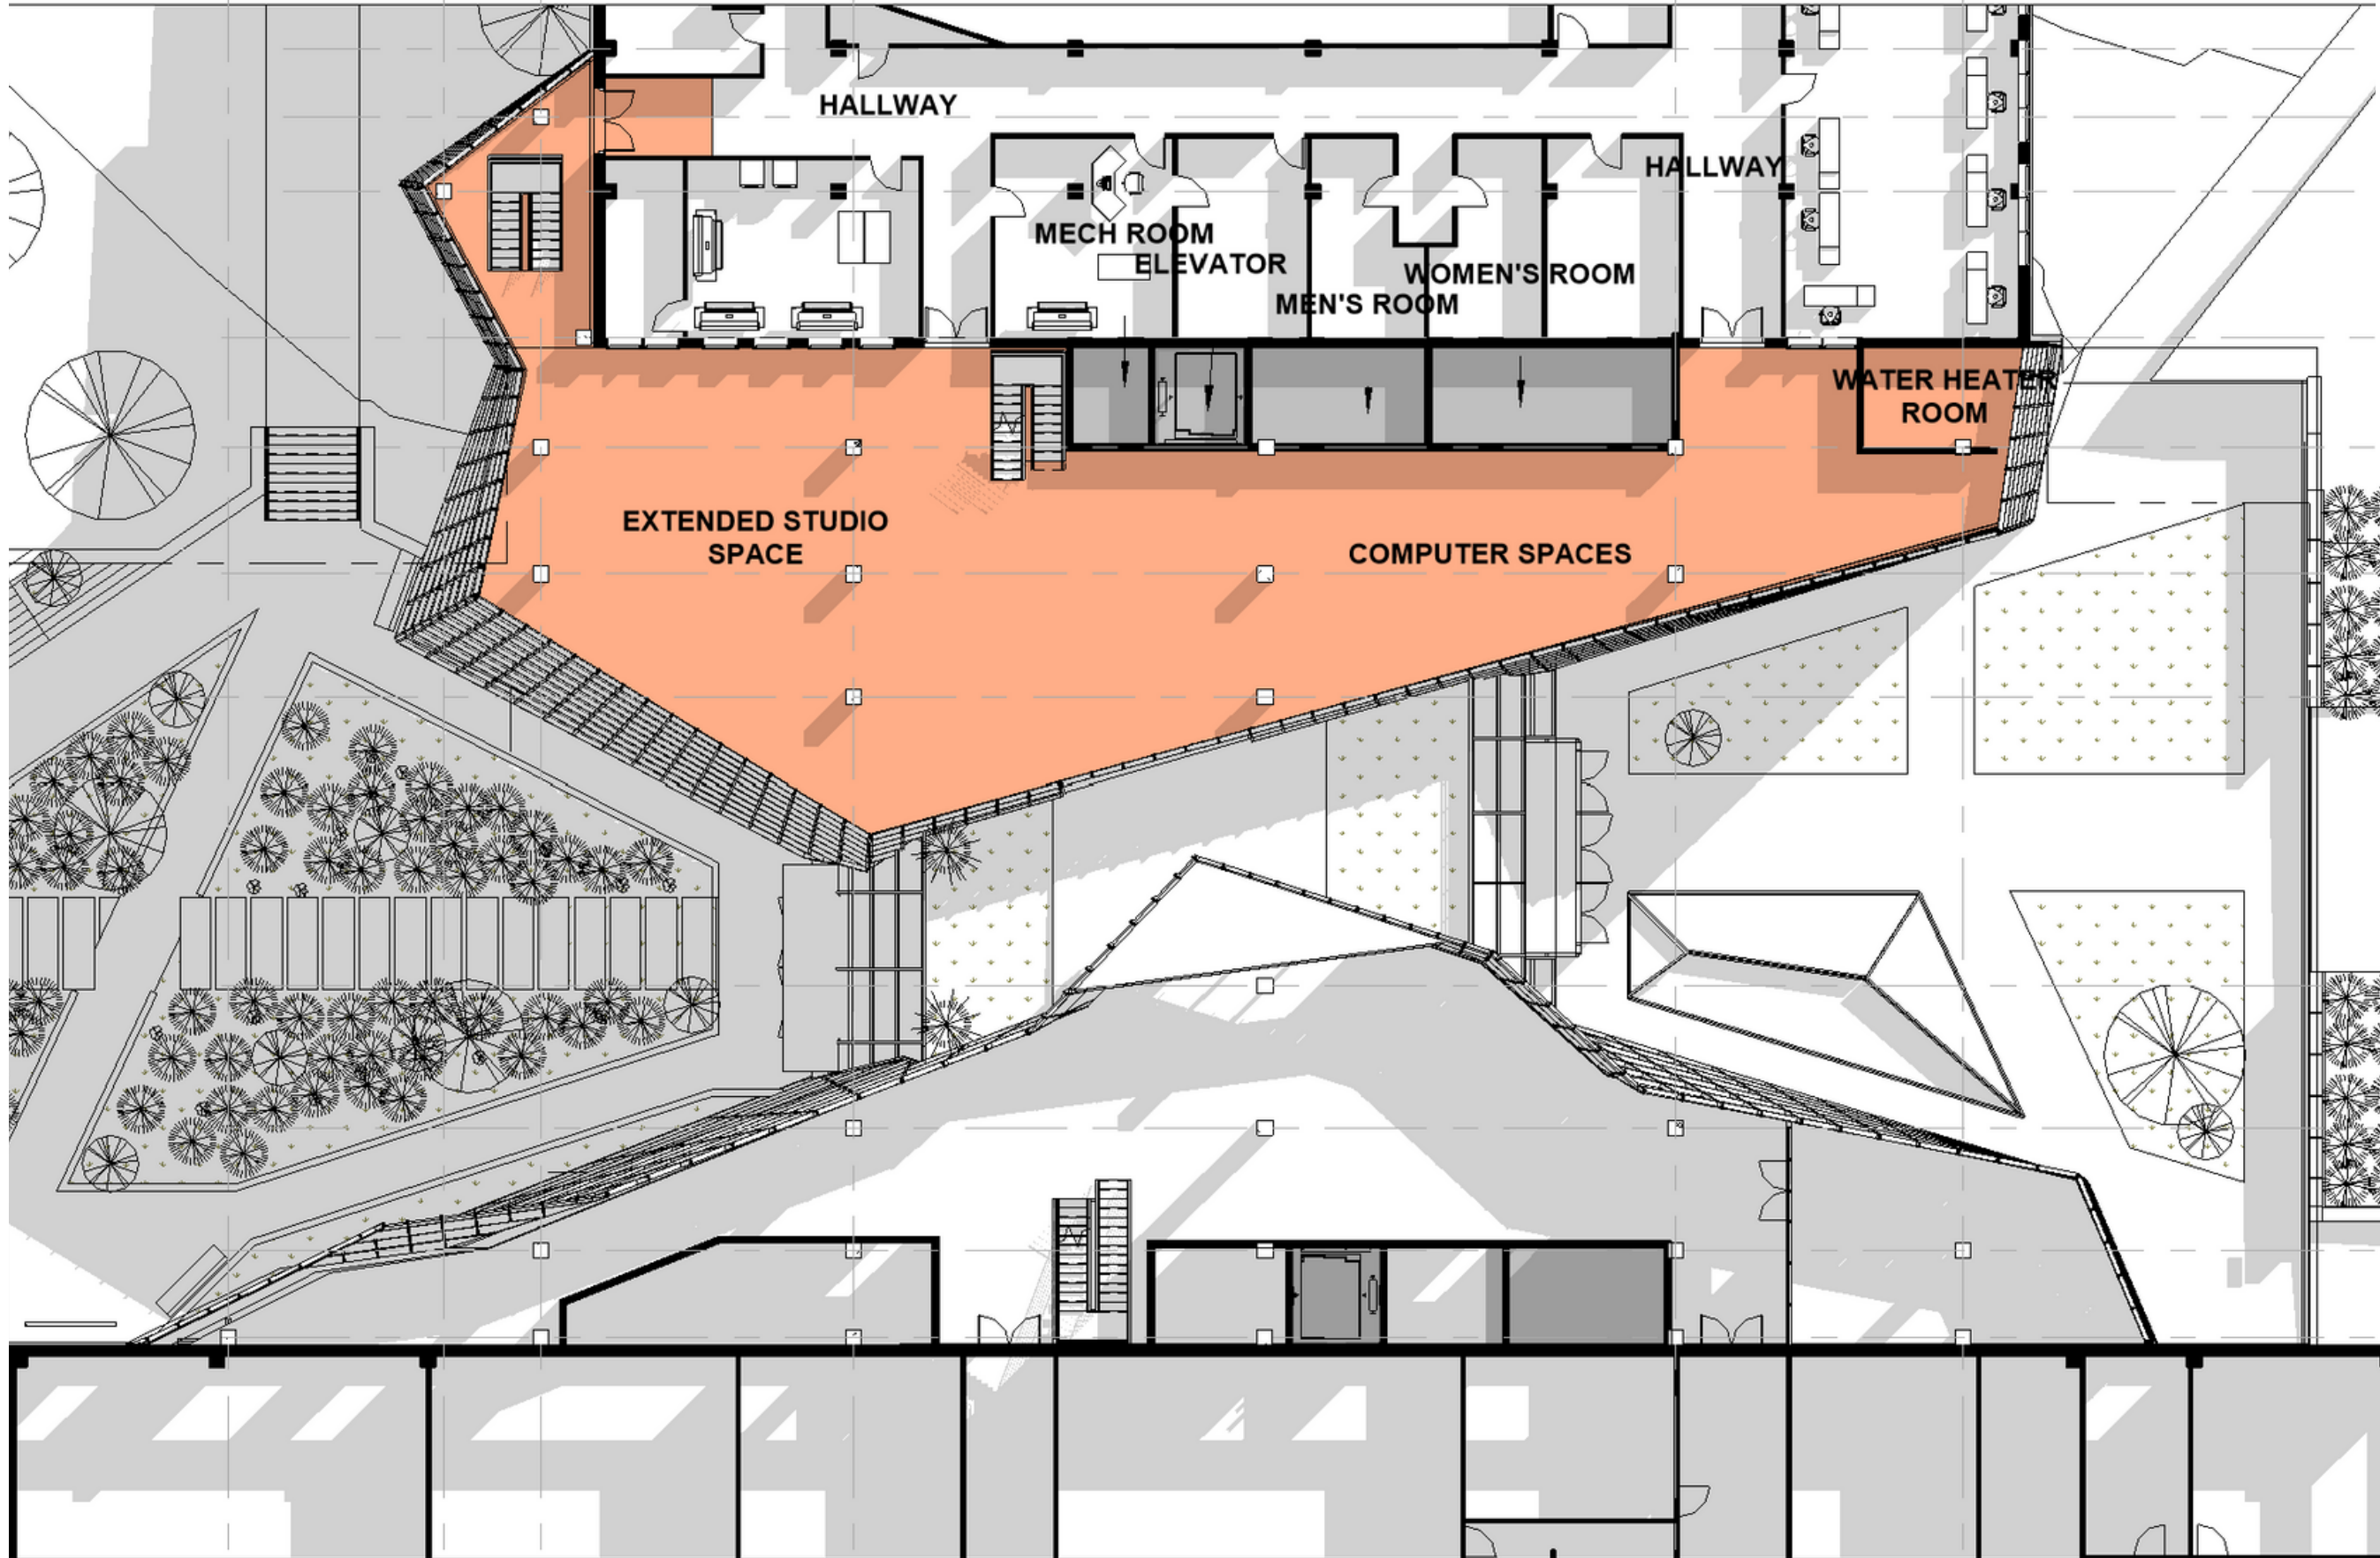 HALLWAY
HALLWAY
MECH ROOM
ELEVATOR
WOMEN'S ROOM
MEN'S ROOM
WATER HEATER
ROOM
EXTENDED STUDIO
SPACE
COMPUTER SPACES